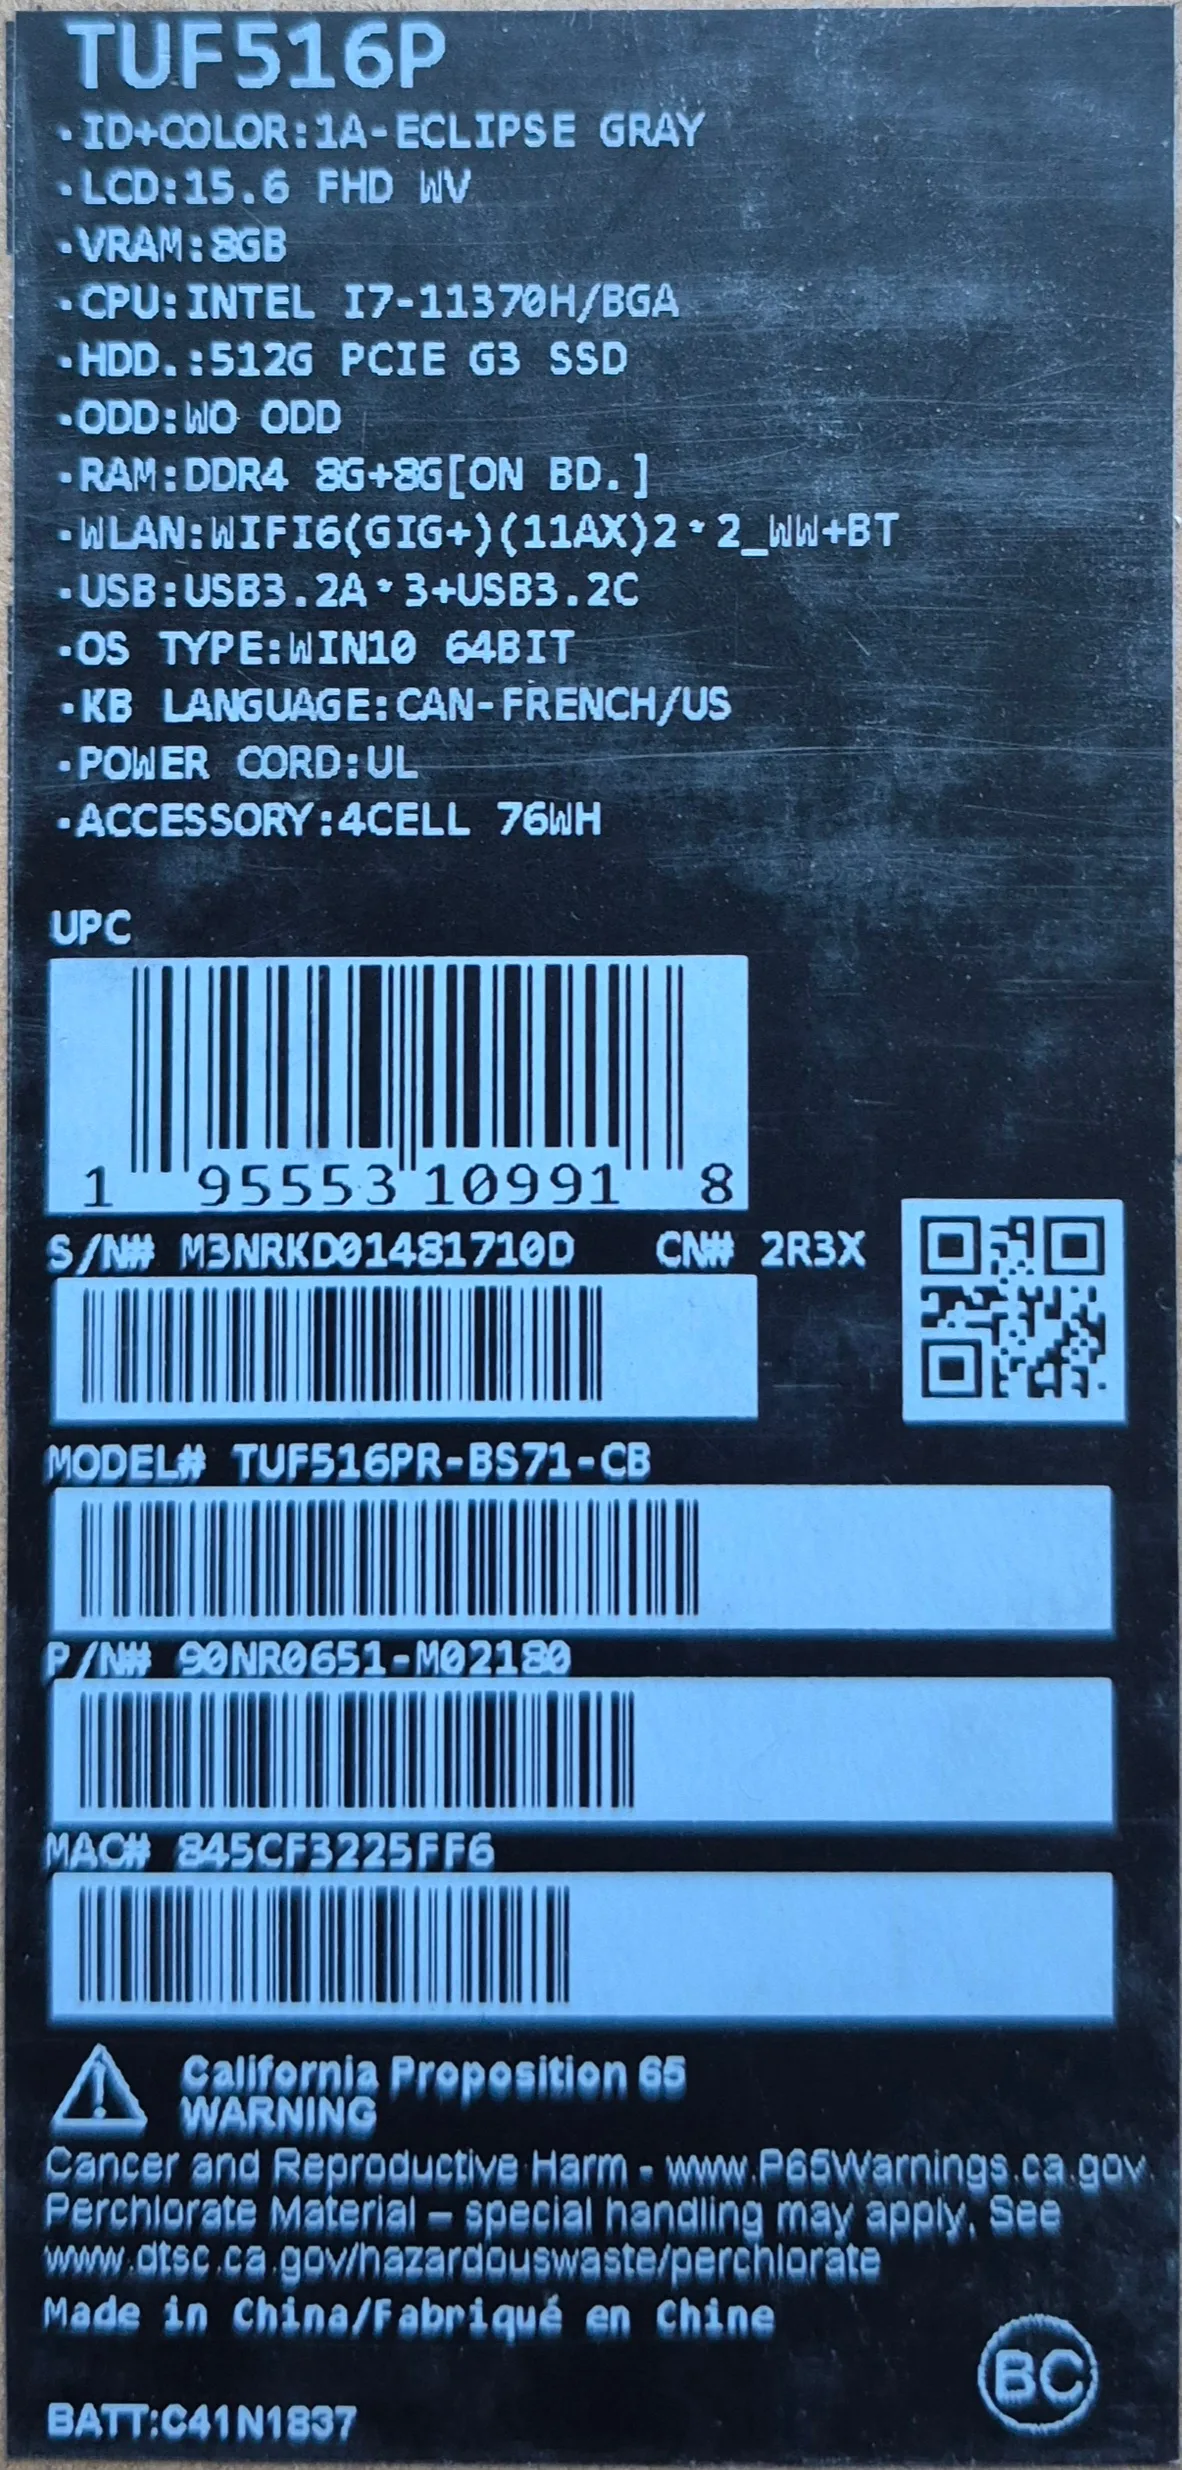 TUF516P
·ID+COLOR:1A-ECLIPSE GRAY
·LCD:15.6 FHD WV
·VRAM:8GB
·CPU:INTEL I7-11370H/BGA
·HDD.:512G PCIE G3 SSD
·ODD:WO ODD
·RAM:DDR4 8G+8G[ON BD.]
·WLAN:WIFI6(GIG+)(11AX)2*2_WW+BT
·USB:USB3.2A*3+USB3.2C
·OS TYPE:WIN10 64BIT
·KB LANGUAGE:CAN-FRENCH/US
·POWER CORD:UL
·ACCESSORY:4CELL 76WH
UPC
1 95553 10991 8
S/N# M3NRKD01481710D CN# 2R3X
MODEL# TUF516PR-BS71-CB
P/N# 90NR0651-M02180
MAC# 845CF3225FF6
California Proposition 65
WARNING
Cancer and Reproductive Harm - www.P65Warnings.ca.gov.
Perchlorate Material – special handling may apply. See
www.dtsc.ca.gov/hazardouswaste/perchlorate
Made in China/Fabriqué en Chine
BC
BATT:C41N1837